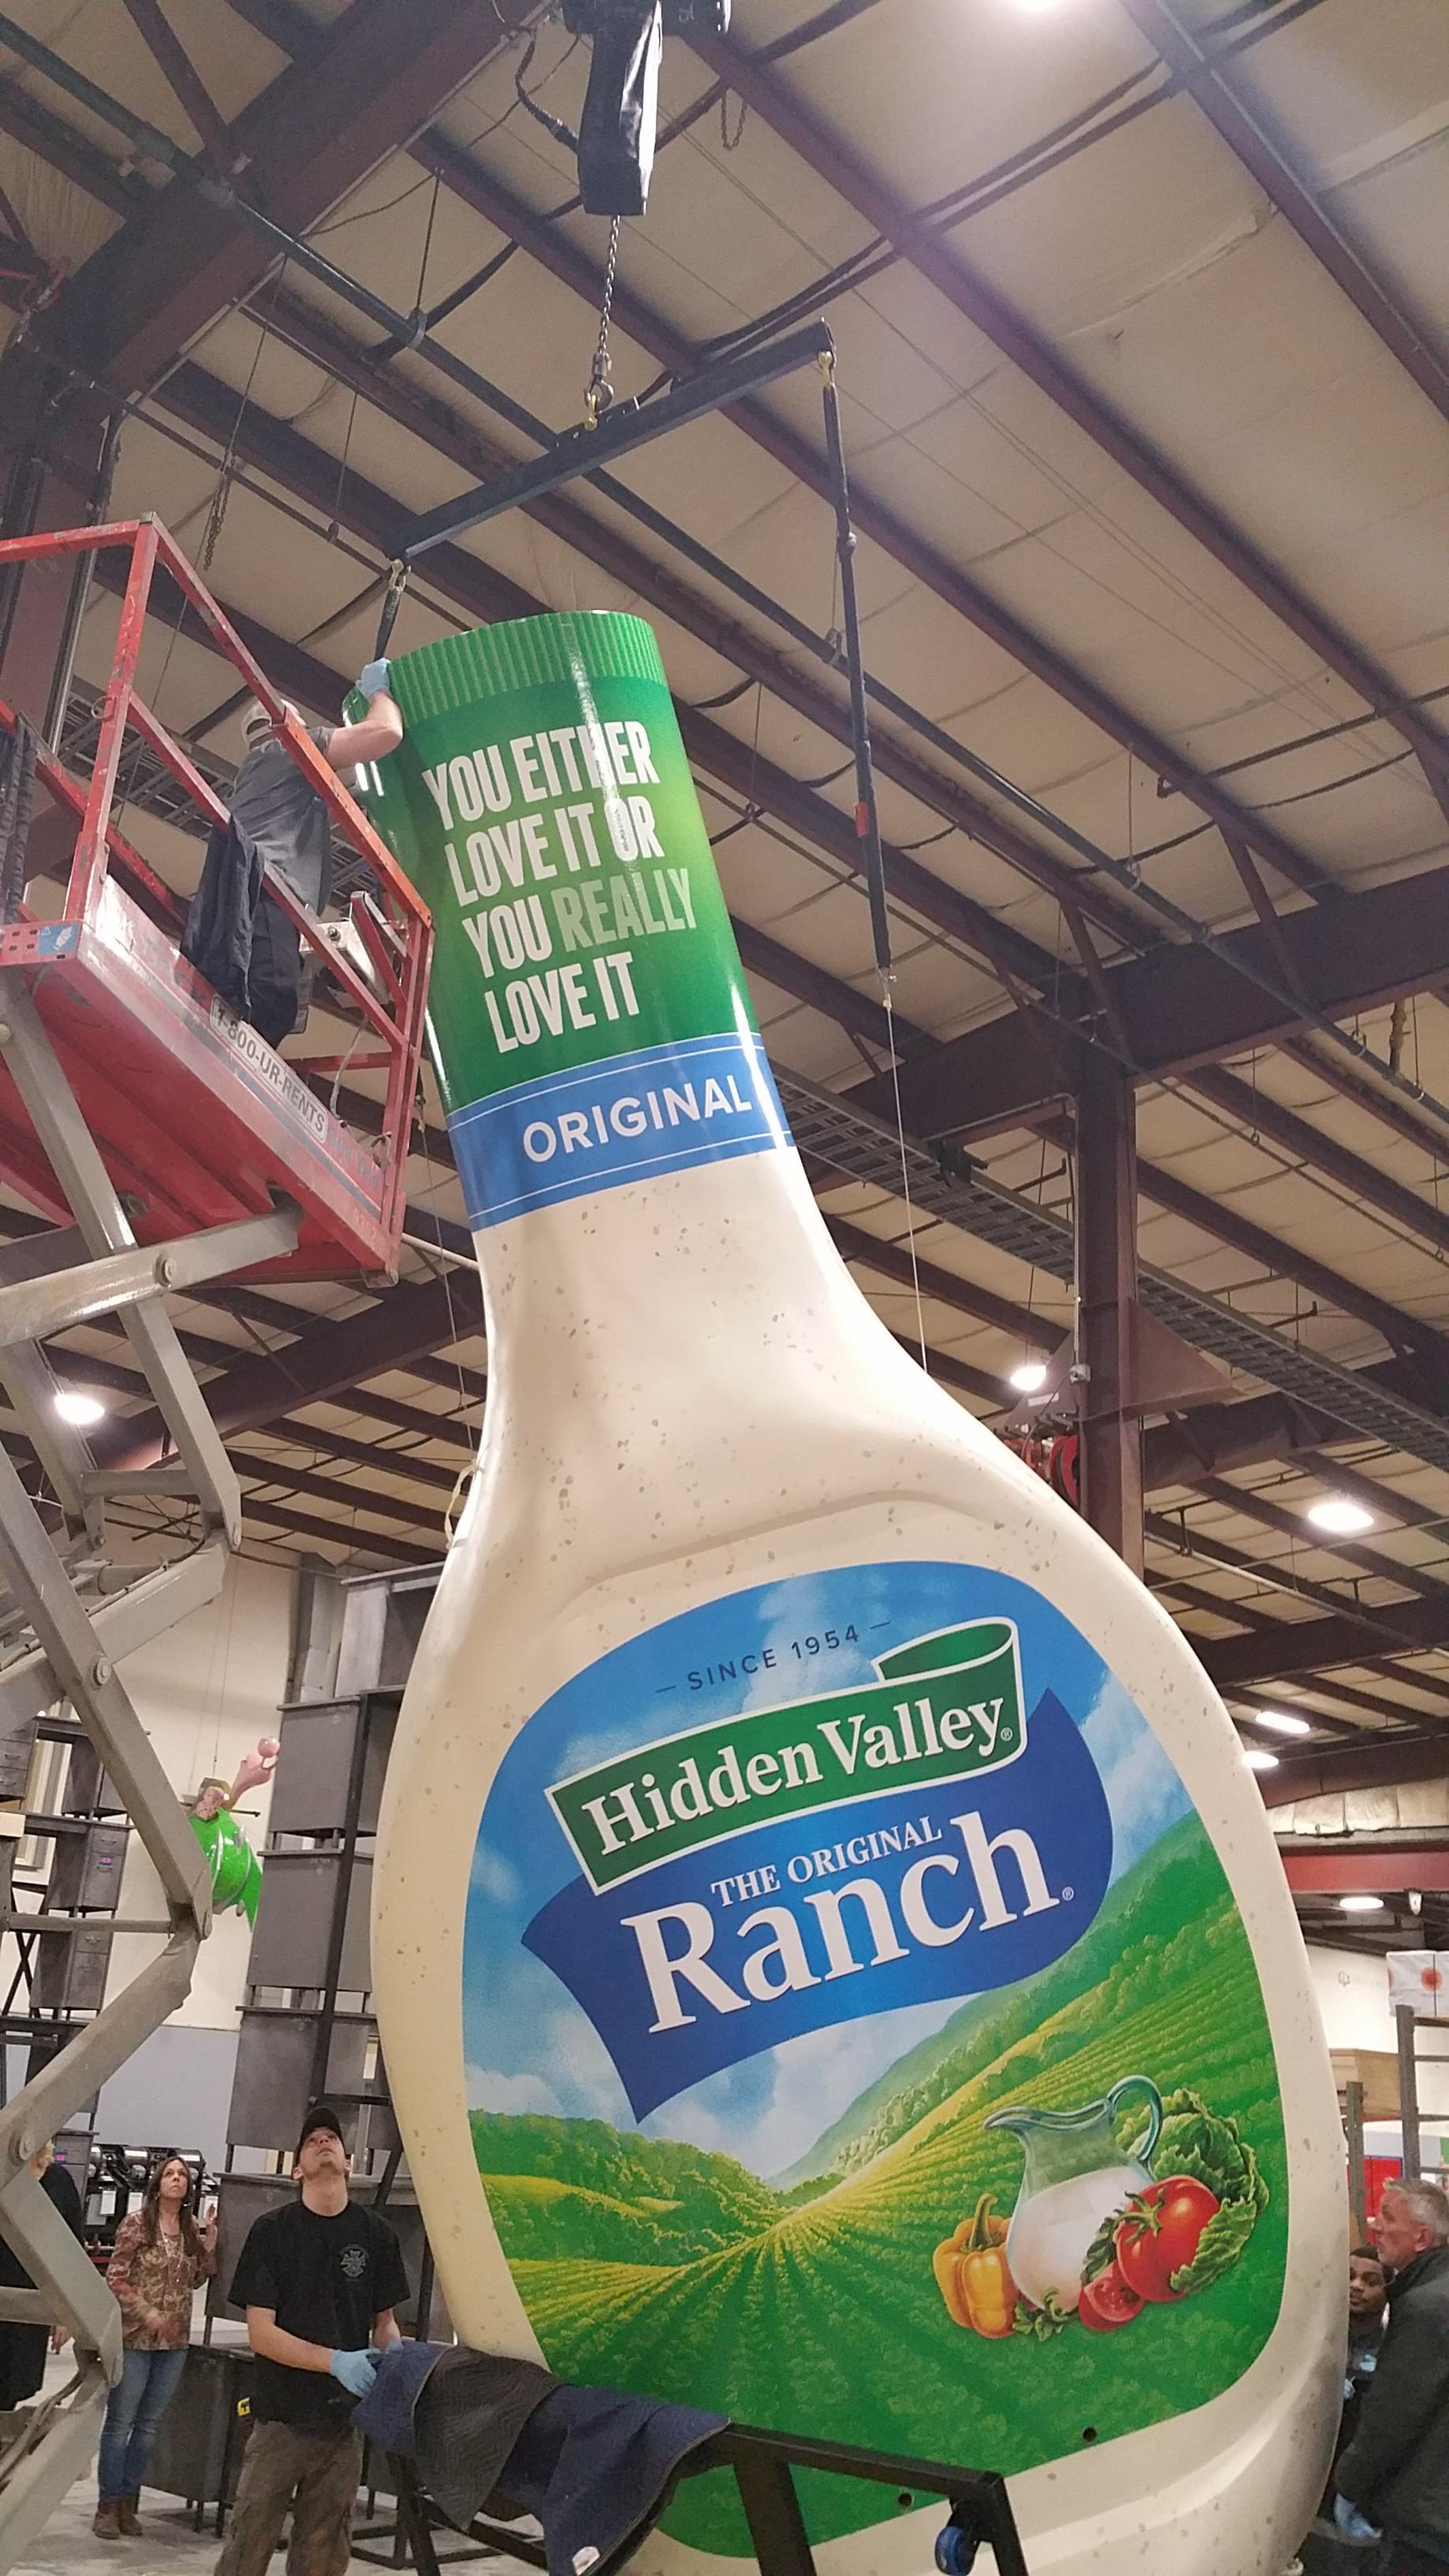 YOU EITHER
LOVE IT OR
YOU REALLY
LOVE IT
ORIGINAL
1-800-UR-RENTS
— SINCE 1954 —
Hidden Valley®
THE ORIGINAL
Ranch®